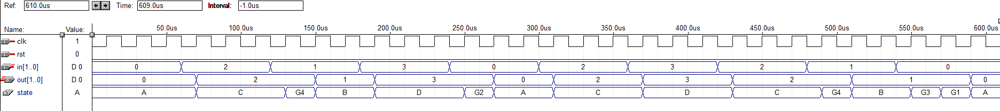 Ref: 610.0us Time: 609.0us Interval: -1.0us
Name: Value: 50.0us 100.0us 150.0us 200.0us 250.0us 300.0us 350.0us 400.0us 450.0us 500.0us 550.0us 600.0us
clk 1
rst 0
in[1..0] D 0 0 2 1 3 0 2 3 2 1 0
out[1..0] D 0 0 2 1 3 0 2 3 2 1 0
state A A C G4 B D G2 A C D C G4 B G3 G1 A